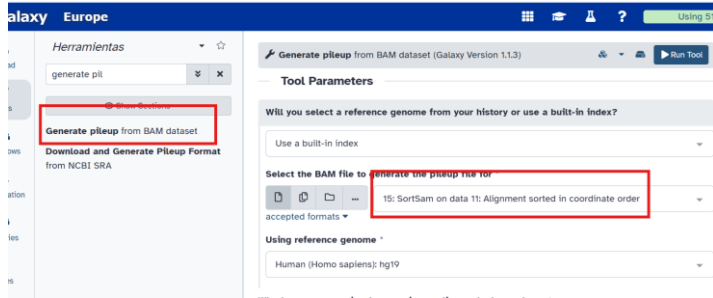 alaxy Europe
? Using 5
Herramientas
generate pil
Show Sections
Generate pileup from BAM dataset
Download and Generate Pileup Format
from NCBI SRA
Generate pileup from BAM dataset (Galaxy Version 1.1.3)
Run Tool
Tool Parameters
Will you select a reference genome from your history or use a built-in index?
Use a built-in index
Select the BAM file to generate the pileup file for *
15: SortSam on data 11: Alignment sorted in coordinate order
accepted formats
Using reference genome *
Human (Homo sapiens): hg19